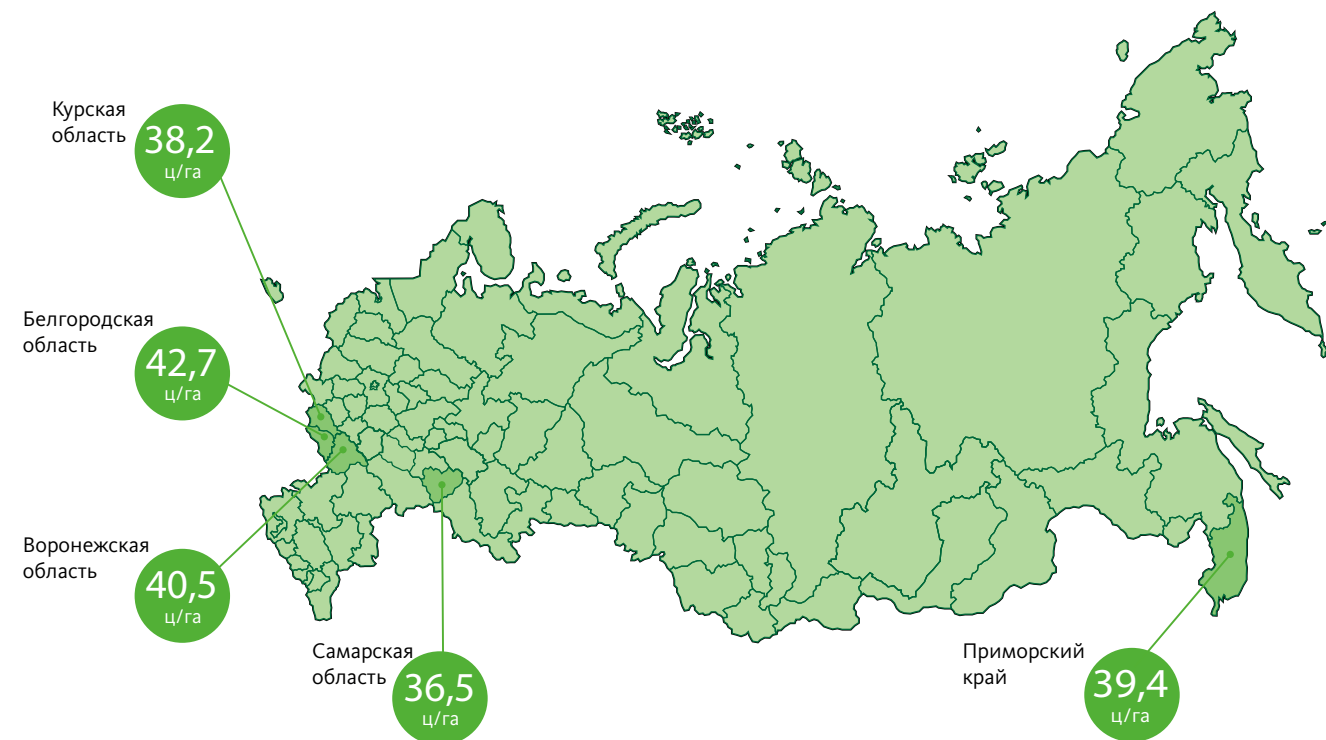 Курская
область
38,2
ц/га
Белгородская
область
42,7
ц/га
Воронежская
область
40,5
ц/га
Самарская
область
36,5
ц/га
Приморский
край
39,4
ц/га